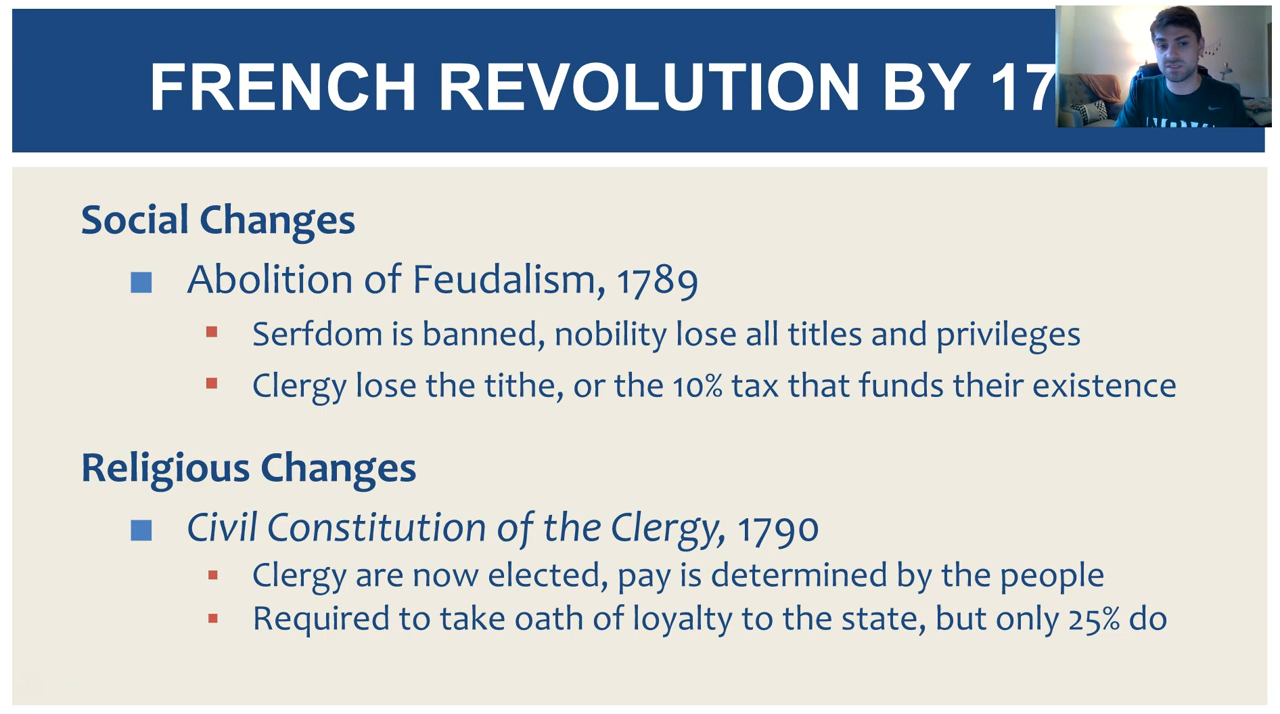 FRENCH REVOLUTION BY 17
Social Changes
Abolition of Feudalism, 1789
Serfdom is banned, nobility lose all titles and privileges
Clergy lose the tithe, or the 10% tax that funds their existence
Religious Changes
Civil Constitution of the Clergy, 1790
Clergy are now elected, pay is determined by the people
Required to take oath of loyalty to the state, but only 25% do